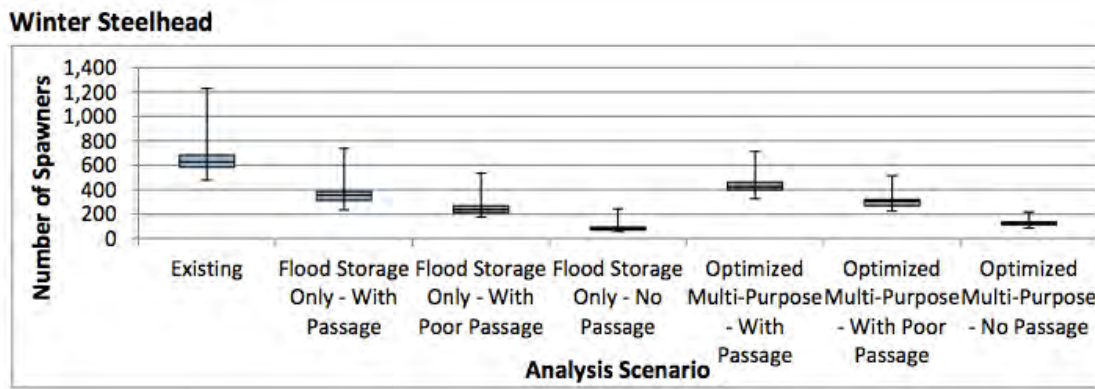 Winter Steelhead
Number of Spawners
1,400
1,200
1,000
800
600
400
200
0
Existing
Flood Storage
Only - With
Passage
Flood Storage
Only - With
Poor Passage
Flood Storage
Only - No
Passage
Optimized
Multi-Purpose
- With
Passage
Optimized
Multi-Purpose
- With Poor
Passage
Optimized
Multi-Purpose
- No Passage
Analysis Scenario